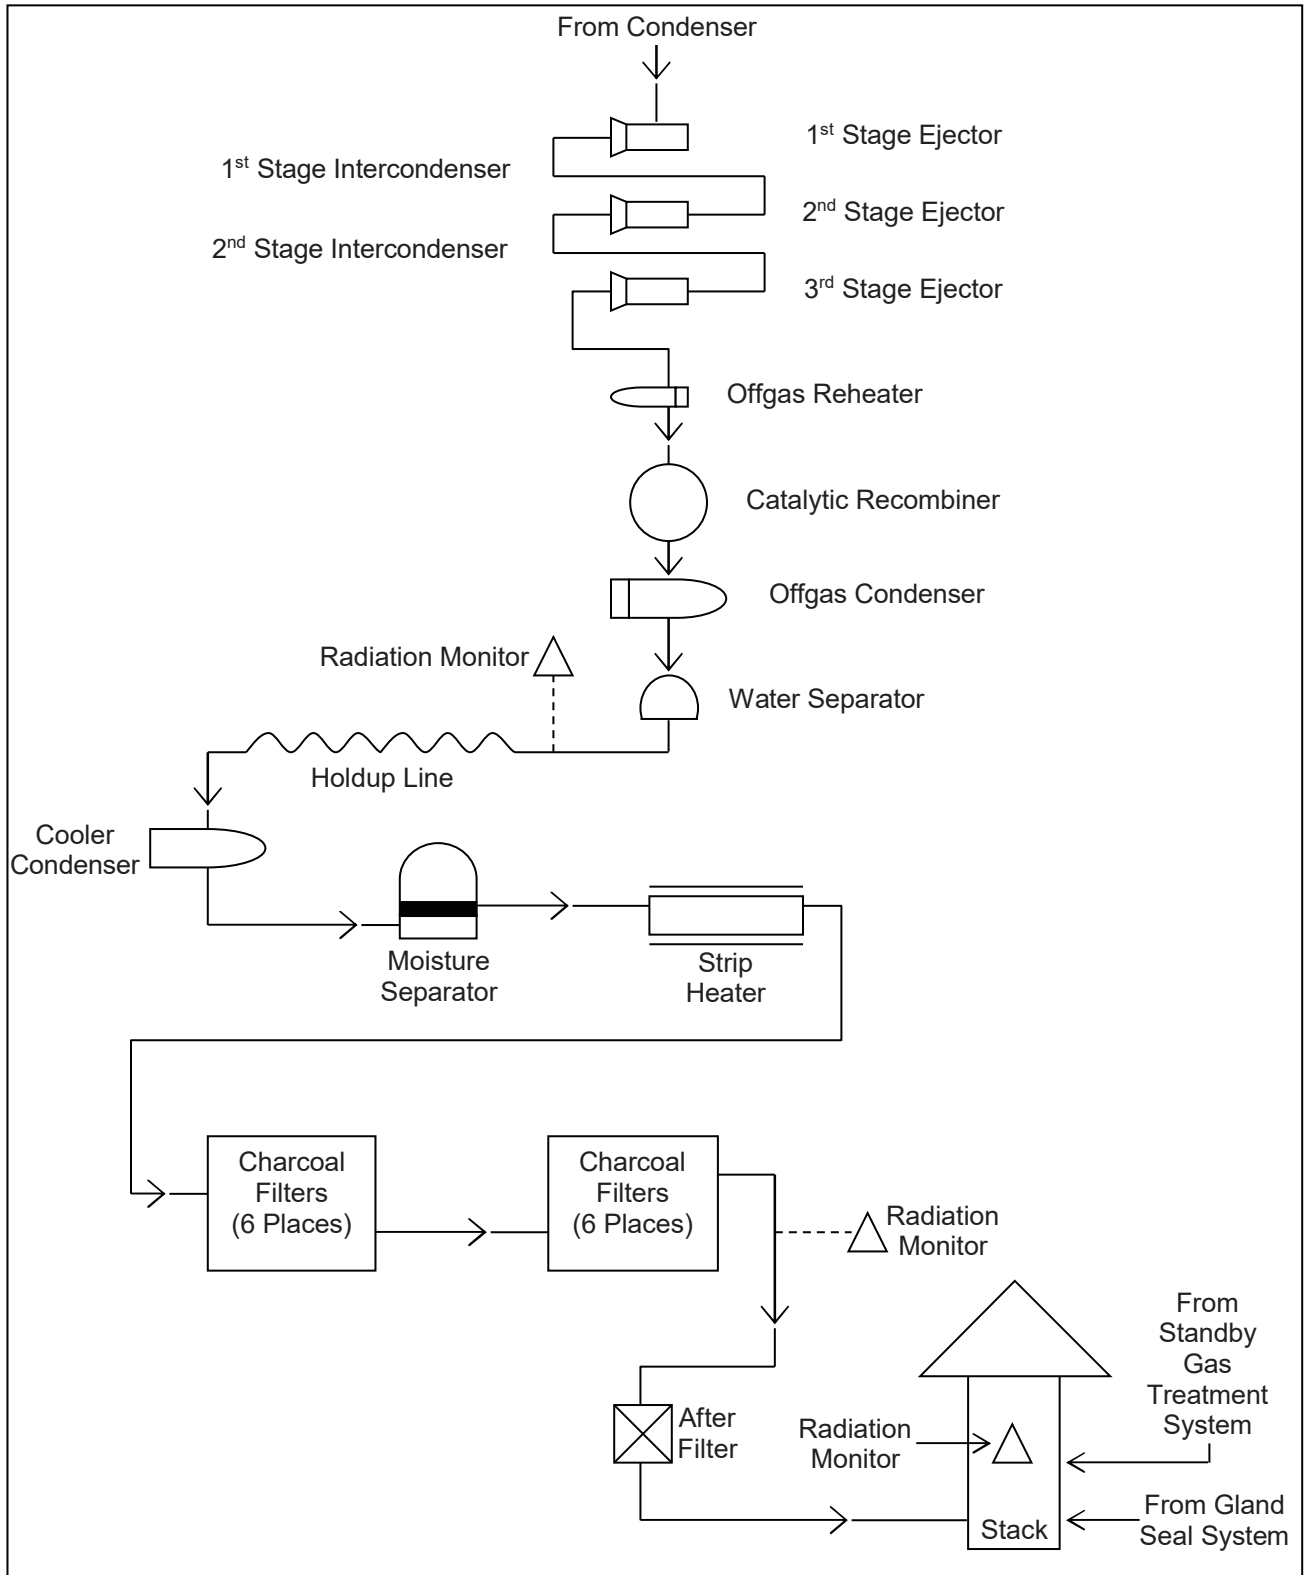 From Condenser
1st Stage Ejector
1st Stage Intercondenser
2nd Stage Ejector
2nd Stage Intercondenser
3rd Stage Ejector
Offgas Reheater
Catalytic Recombiner
Offgas Condenser
Radiation Monitor
Water Separator
Holdup Line
Cooler
Condenser
Moisture
Separator
Strip
Heater
Charcoal
Filters
(6 Places)
Charcoal
Filters
(6 Places)
Radiation
Monitor
From
Standby
Gas
Treatment
System
After
Filter
Radiation
Monitor
From Gland
Seal System
Stack